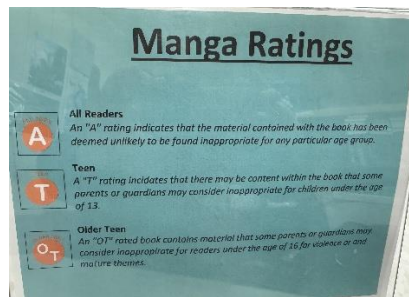 Manga Ratings
All Readers
A
An "A" rating indicates that the material contained with the book has been
deemed unlikely to be found inappropriate for any particular age group.
Teen
T
A "T" rating incidates that there may be content within the book that some
parents or guardians may consider inappropriate for children under the age
of 13.
Older Teen
OT
An "OT" rated book contains material that some parents or guardians may
consider inappropirate for readers under the age of 16 for violence or and
mature themes.